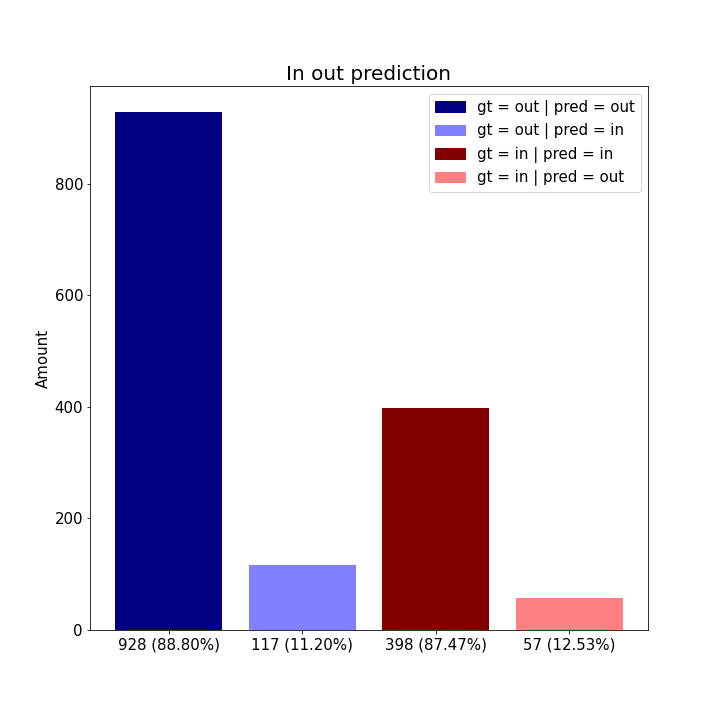 In out prediction
gt = out | pred = out
gt = out | pred = in
gt = in | pred = in
gt = in | pred = out
Amount
800
600
400
200
0
928 (88.80%) 117 (11.20%) 398 (87.47%) 57 (12.53%)